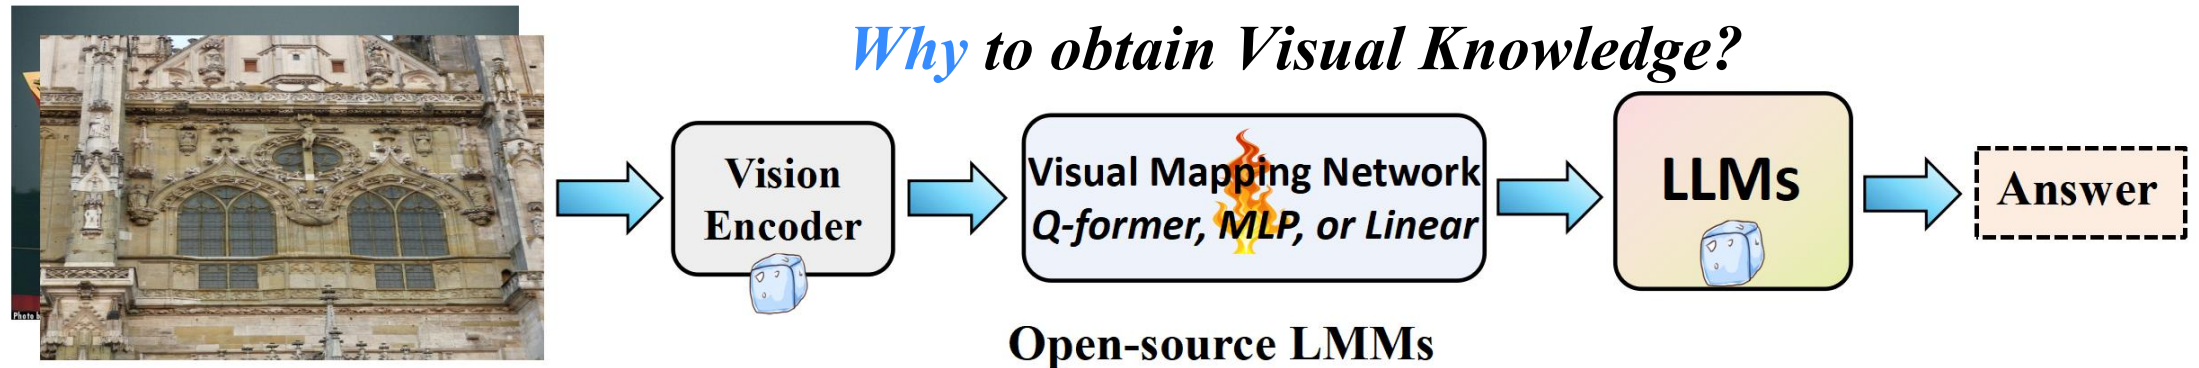 Why to obtain Visual Knowledge?
Vision
Encoder
Visual Mapping Network
Q-former, MLP, or Linear
LLMs
Answer
Photo b
Open-source LMMs